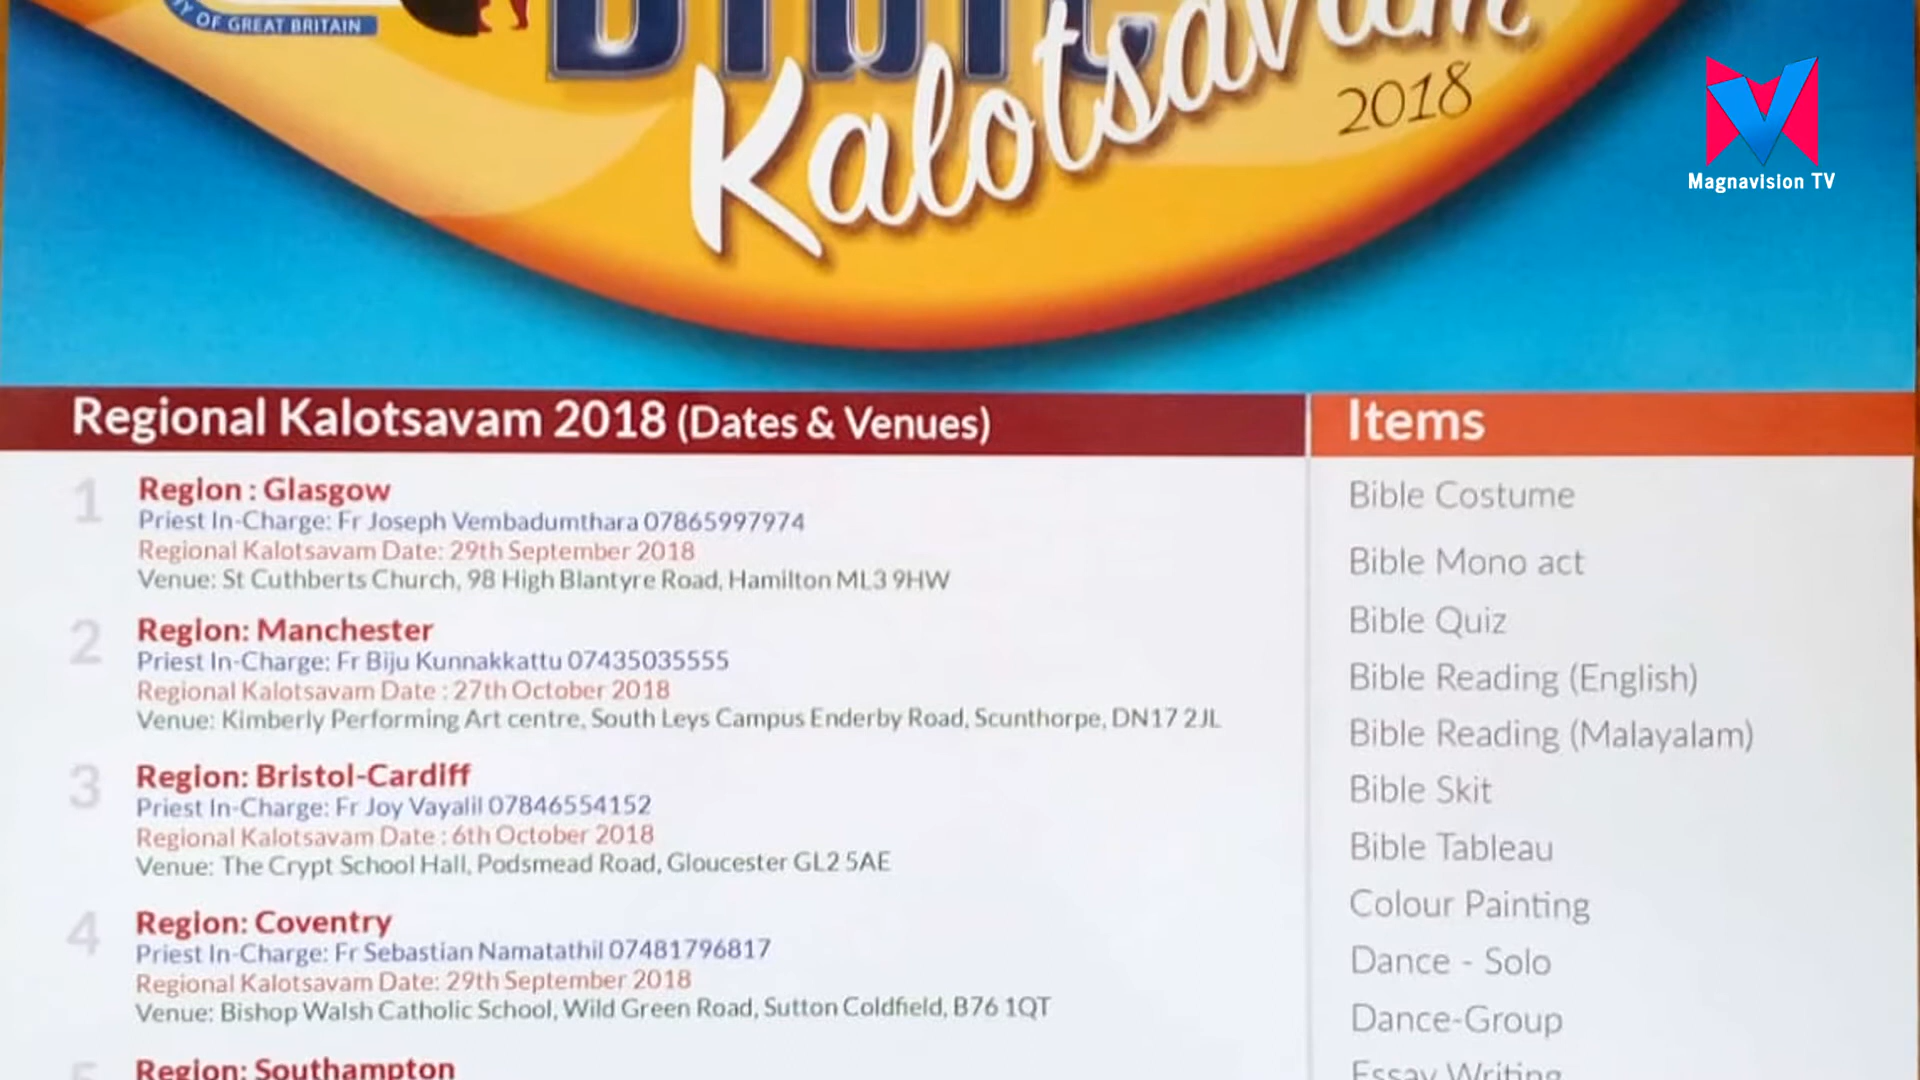 OF GREAT BRITAIN
Bible
Kalotsavam
2018
Magnavision TV
Regional Kalotsavam 2018 (Dates & Venues)
1
Region : Glasgow
Priest In-Charge: Fr Joseph Vembadumthara 07865997974
Regional Kalotsavam Date: 29th September 2018
Venue: St Cuthberts Church, 98 High Blantyre Road, Hamilton ML3 9HW
2
Region: Manchester
Priest In-Charge: Fr Biju Kunnakkattu 07435035555
Regional Kalotsavam Date : 27th October 2018
Venue: Kimberly Performing Art centre, South Leys Campus Enderby Road, Scunthorpe, DN17 2JL
3
Region: Bristol-Cardiff
Priest In-Charge: Fr Joy Vayalil 07846554152
Regional Kalotsavam Date : 6th October 2018
Venue: The Crypt School Hall, Podsmead Road, Gloucester GL2 5AE
4
Region: Coventry
Priest In-Charge: Fr Sebastian Namatathil 07481796817
Regional Kalotsavam Date: 29th September 2018
Venue: Bishop Walsh Catholic School, Wild Green Road, Sutton Coldfield, B76 1QT
5
Region: Southampton
Items
Bible Costume
Bible Mono act
Bible Quiz
Bible Reading (English)
Bible Reading (Malayalam)
Bible Skit
Bible Tableau
Colour Painting
Dance - Solo
Dance-Group
Essay Writing